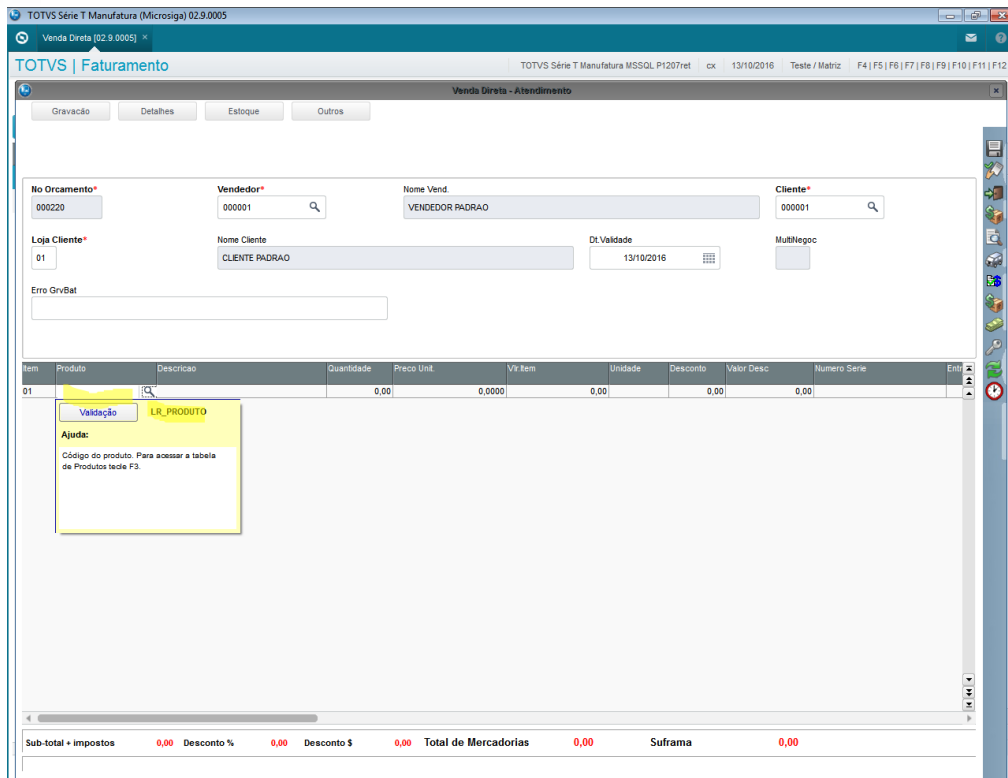 TOTVS Série T Manufatura (Microsiga) 02.9.0005
Venda Direta [02.9.0005] ×
TOTVS | Faturamento
TOTVS Série T Manufatura MSSQL P1207ret cx 13/10/2016 Teste / Matriz F4 | F5 | F6 | F7 | F8 | F9 | F10 | F11 | F12
Venda Direta - Atendimento
Gravacão Detalhes Estoque Outros
No Orcamento* Vendedor* Nome Vend. Cliente*
000220 000001 VENDEDOR PADRAO 000001
Loja Cliente* Nome Cliente Dt.Validade MultiNegoc
01 CLIENTE PADRAO 13/10/2016
Erro GrvBat
Item Produto Descricao Quantidade Preco Unit. Vlr.Item Unidade Desconto Valor Desc Numero Serie Entr
01 0,00 0,0000 0,00 0,00 0,00
Validação LR_PRODUTO
Ajuda:
Código do produto. Para acessar a tabela
de Produtos tecle F3.
Sub-total + impostos 0,00 Desconto % 0,00 Desconto $ 0,00 Total de Mercadorias 0,00 Suframa 0,00